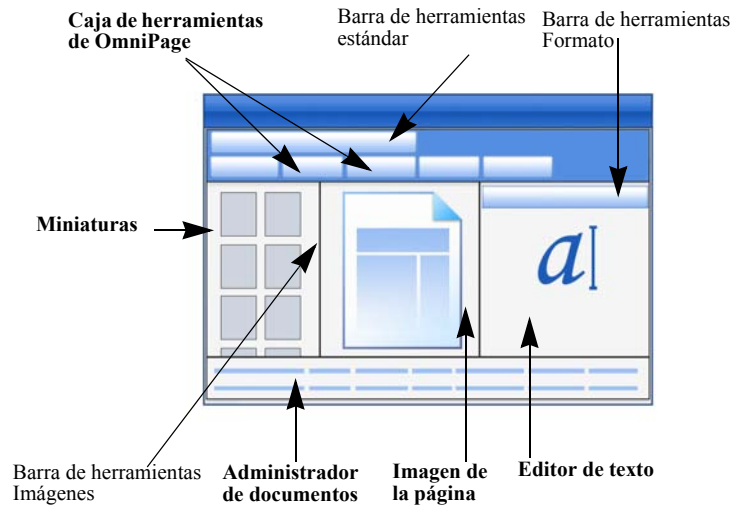 Caja de herramientas
de OmniPage
Barra de herramientas
estándar
Barra de herramientas
Formato
Miniaturas
a
Barra de herramientas
Imágenes
Administrador
de documentos
Imagen de
la página
Editor de texto